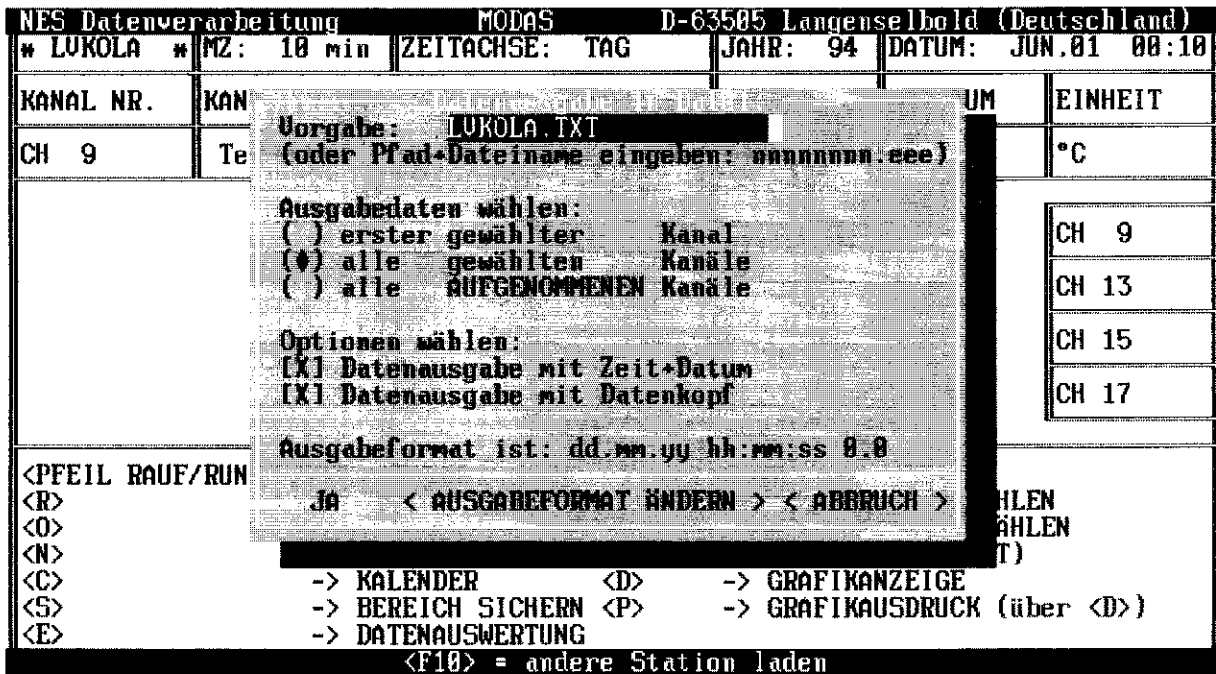 NES Datenverarbeitung MODAS D-63505 Langenselbold (Deutschland)
* LVKOLA * MZ: 10 min ZEITACHSE: TAG JAHR: 94 DATUM: JUN.01 00:10
KANAL NR. KAN UM EINHEIT
Datenausgabe in Datei:
Vorgabe: LVKOLA.TXT
CH 9 Te (oder Pfad+Dateiname eingeben: nnnnnnnn.eee) °C
Ausgabedaten wählen:
( ) erster gewählter Kanal
(♦) alle gewählten Kanäle
( ) alle AUFGENOMMENEN Kanäle
CH 9
CH 13
CH 15
CH 17
Optionen wählen:
[X] Datenausgabe mit Zeit+Datum
[X] Datenausgabe mit Datenkopf
Ausgabeformat ist: dd.mm.yy hh:mm:ss 0.0
JA < AUSGABEFORMAT ÄNDERN > < ABBRUCH >
<PFEIL RAUF/RUN
<R> HLEN
<O> ÄHLEN
<N> T)
<C> -> KALENDER <D> -> GRAFIKANZEIGE
<S> -> BEREICH SICHERN <P> -> GRAFIKAUSDRUCK (über <D>)
<E> -> DATENAUSWERTUNG
<F10> = andere Station laden